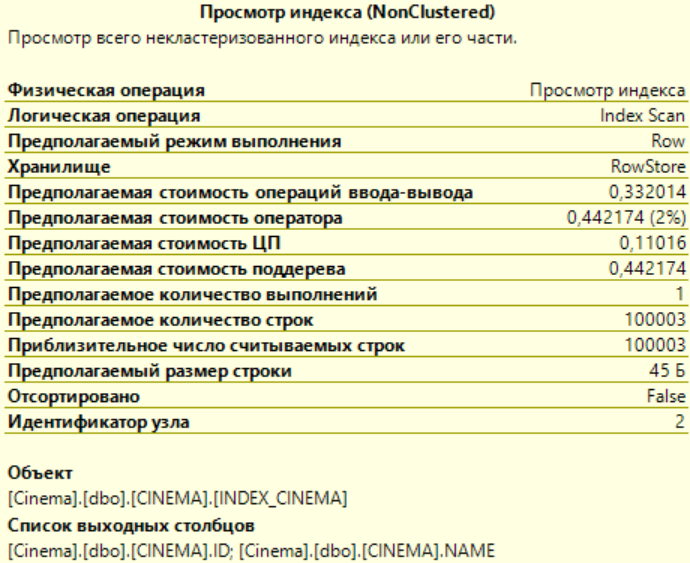 Просмотр индекса (NonClustered)
Просмотр всего некластеризованного индекса или его части.
Физическая операция Просмотр индекса
Логическая операция Index Scan
Предполагаемый режим выполнения Row
Хранилище RowStore
Предполагаемая стоимость операций ввода-вывода 0,332014
Предполагаемая стоимость оператора 0,442174 (2%)
Предполагаемая стоимость ЦП 0,11016
Предполагаемая стоимость поддерева 0,442174
Предполагаемое количество выполнений 1
Предполагаемое количество строк 100003
Приблизительное число считываемых строк 100003
Предполагаемый размер строки 45 Б
Отсортировано False
Идентификатор узла 2
Объект
[Cinema].[dbo].[CINEMA].[INDEX_CINEMA]
Список выходных столбцов
[Cinema].[dbo].[CINEMA].ID; [Cinema].[dbo].[CINEMA].NAME